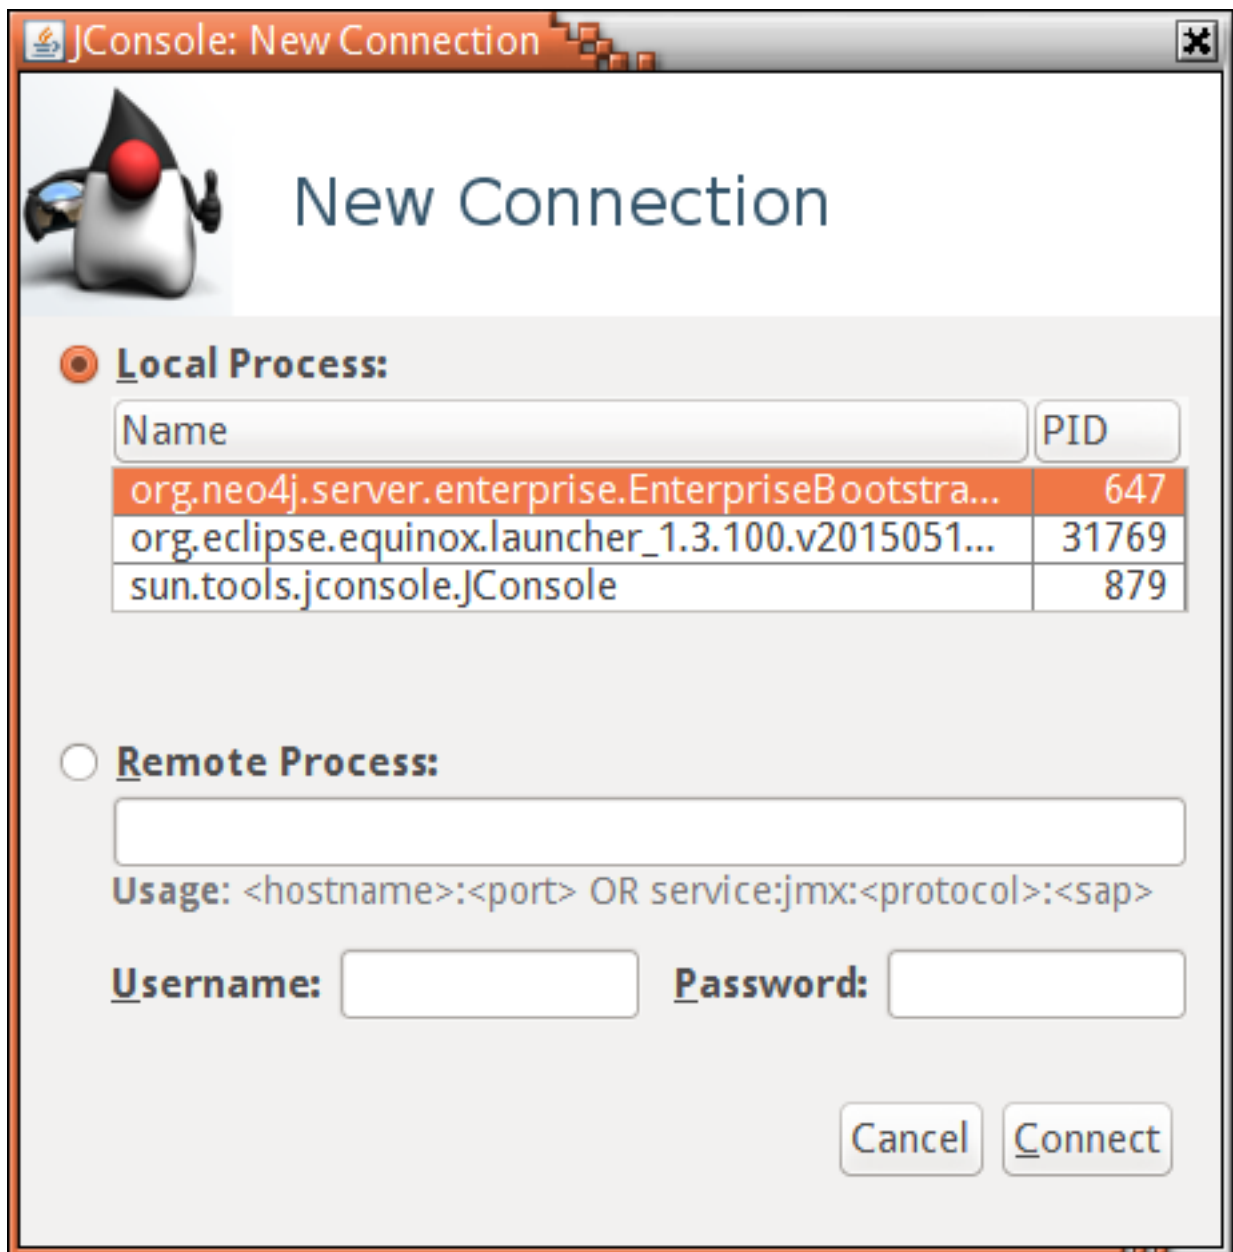 JConsole: New Connection
New Connection
Local Process:
Name PID
org.neo4j.server.enterprise.EnterpriseBootstra... 647
org.eclipse.equinox.launcher_1.3.100.v2015051... 31769
sun.tools.jconsole.JConsole 879
Remote Process:
Usage: <hostname>:<port> OR service:jmx:<protocol>:<sap>
Username: Password:
Cancel Connect